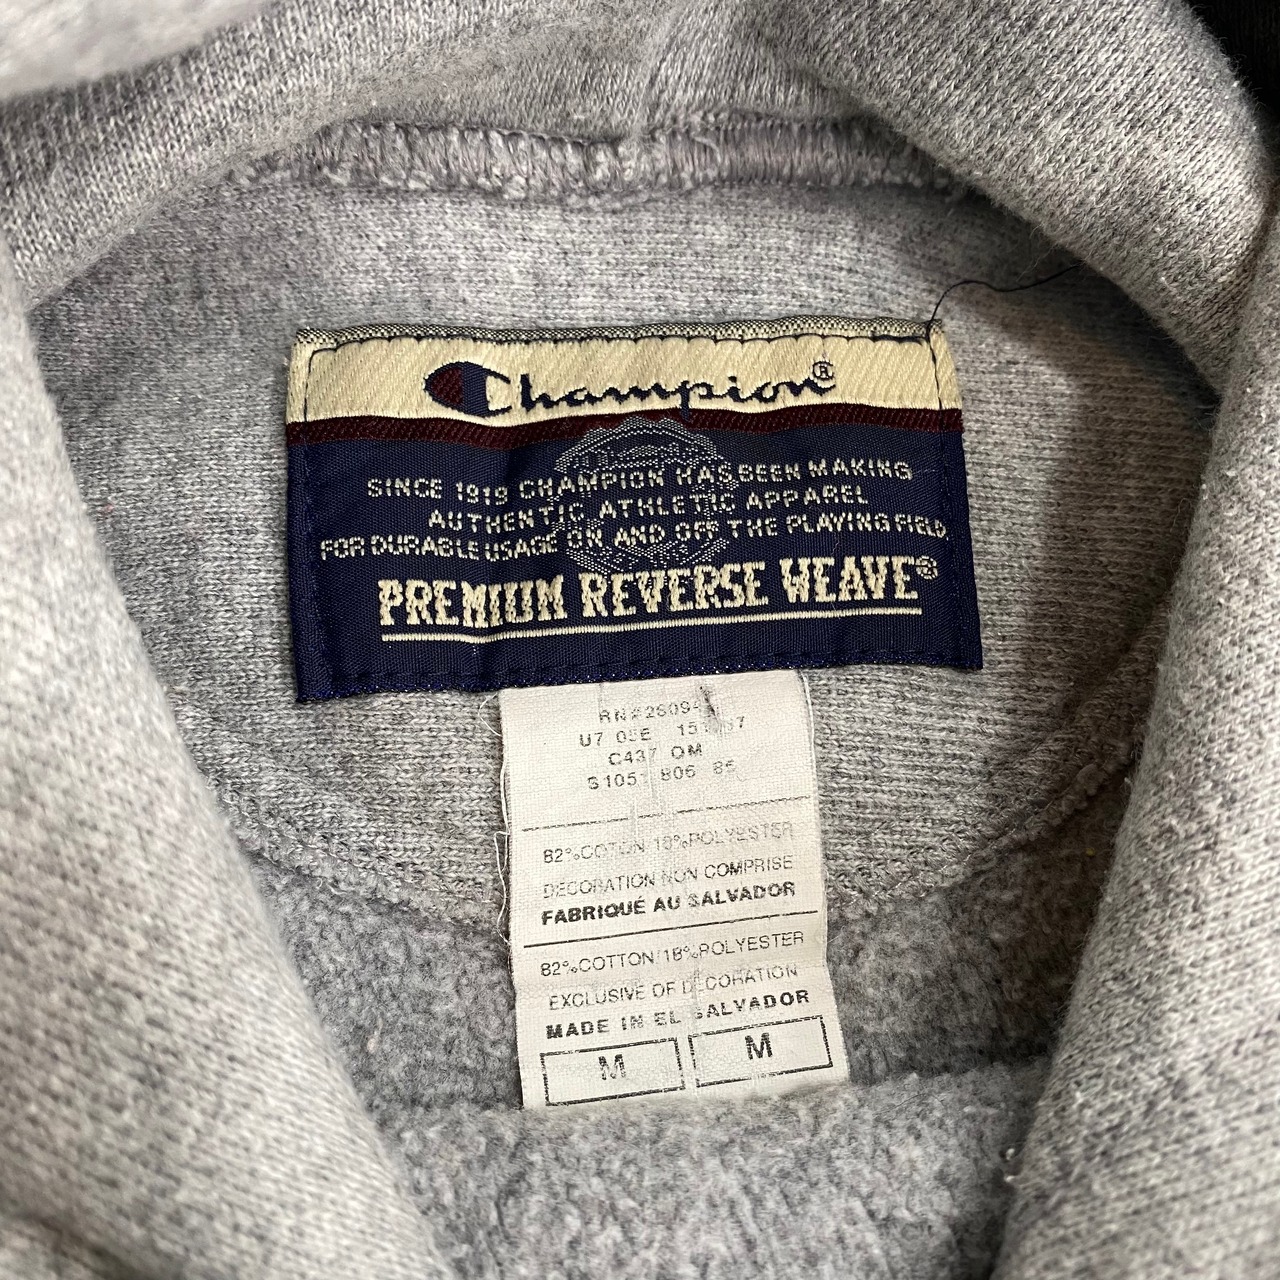 Champion®
SINCE 1919 CHAMPION HAS BEEN MAKING
AUTHENTIC ATHLETIC APPAREL
FOR DURABLE USAGE ON AND OFF THE PLAYING FIELD
PREMIUM REVERSE WEAVE®
U7
C437 OM
806
82%COTTON/18%POLYESTER
DECORATION NON COMPRISE
FABRIQUÉ AU SALVADOR
82%COTTON/18%POLYESTER
EXCLUSIVE OF DECORATION
MADE IN EL SALVADOR
M M